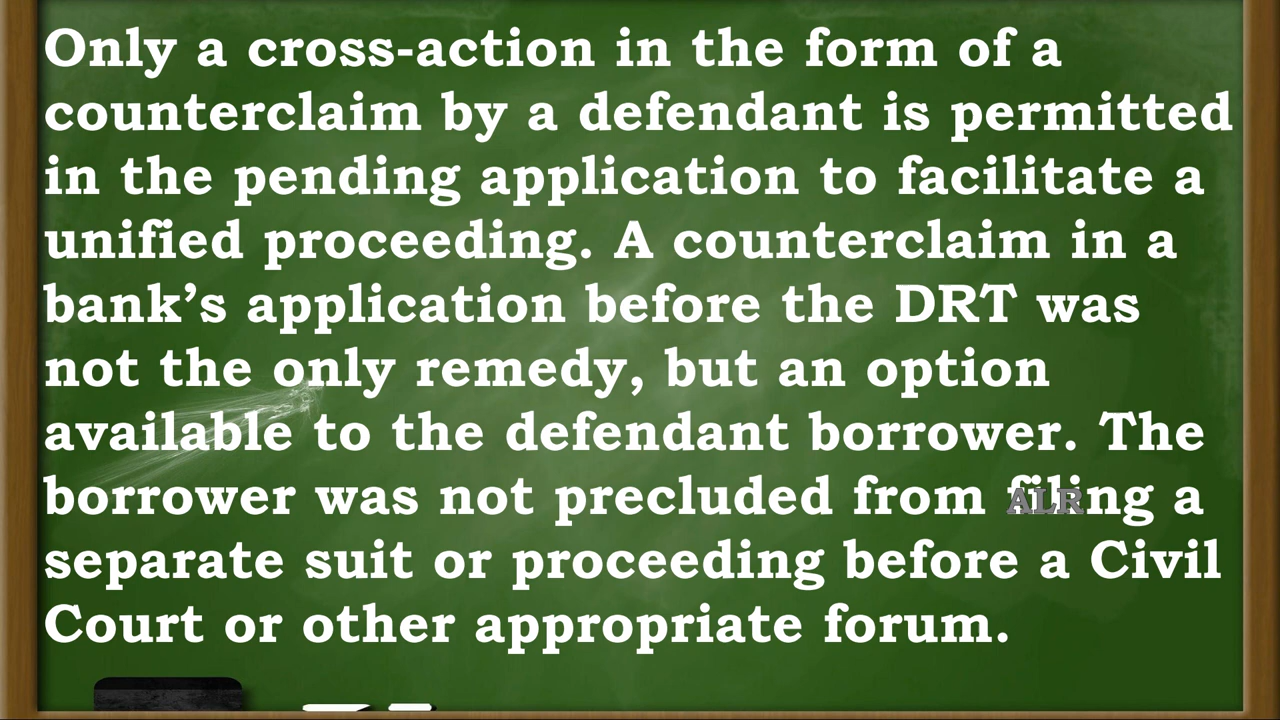 Only a cross-action in the form of a
counterclaim by a defendant is permitted
in the pending application to facilitate a
unified proceeding. A counterclaim in a
bank’s application before the DRT was
not the only remedy, but an option
available to the defendant borrower. The
borrower was not precluded from filing a
ALR
separate suit or proceeding before a Civil
Court or other appropriate forum.